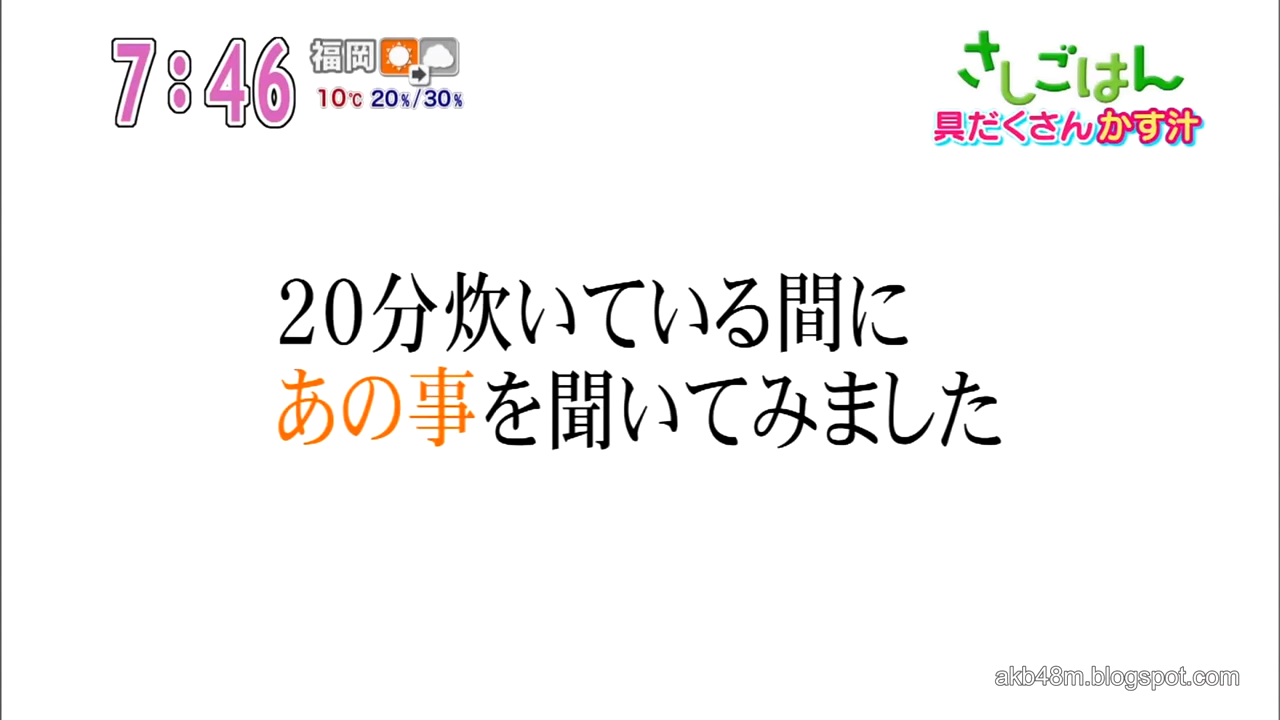 7:46
福岡
10℃ 20%/30%
さしごはん
具だくさんかす汁
20分炊いている間に
あの事を聞いてみました
akb48m.blogspot.com